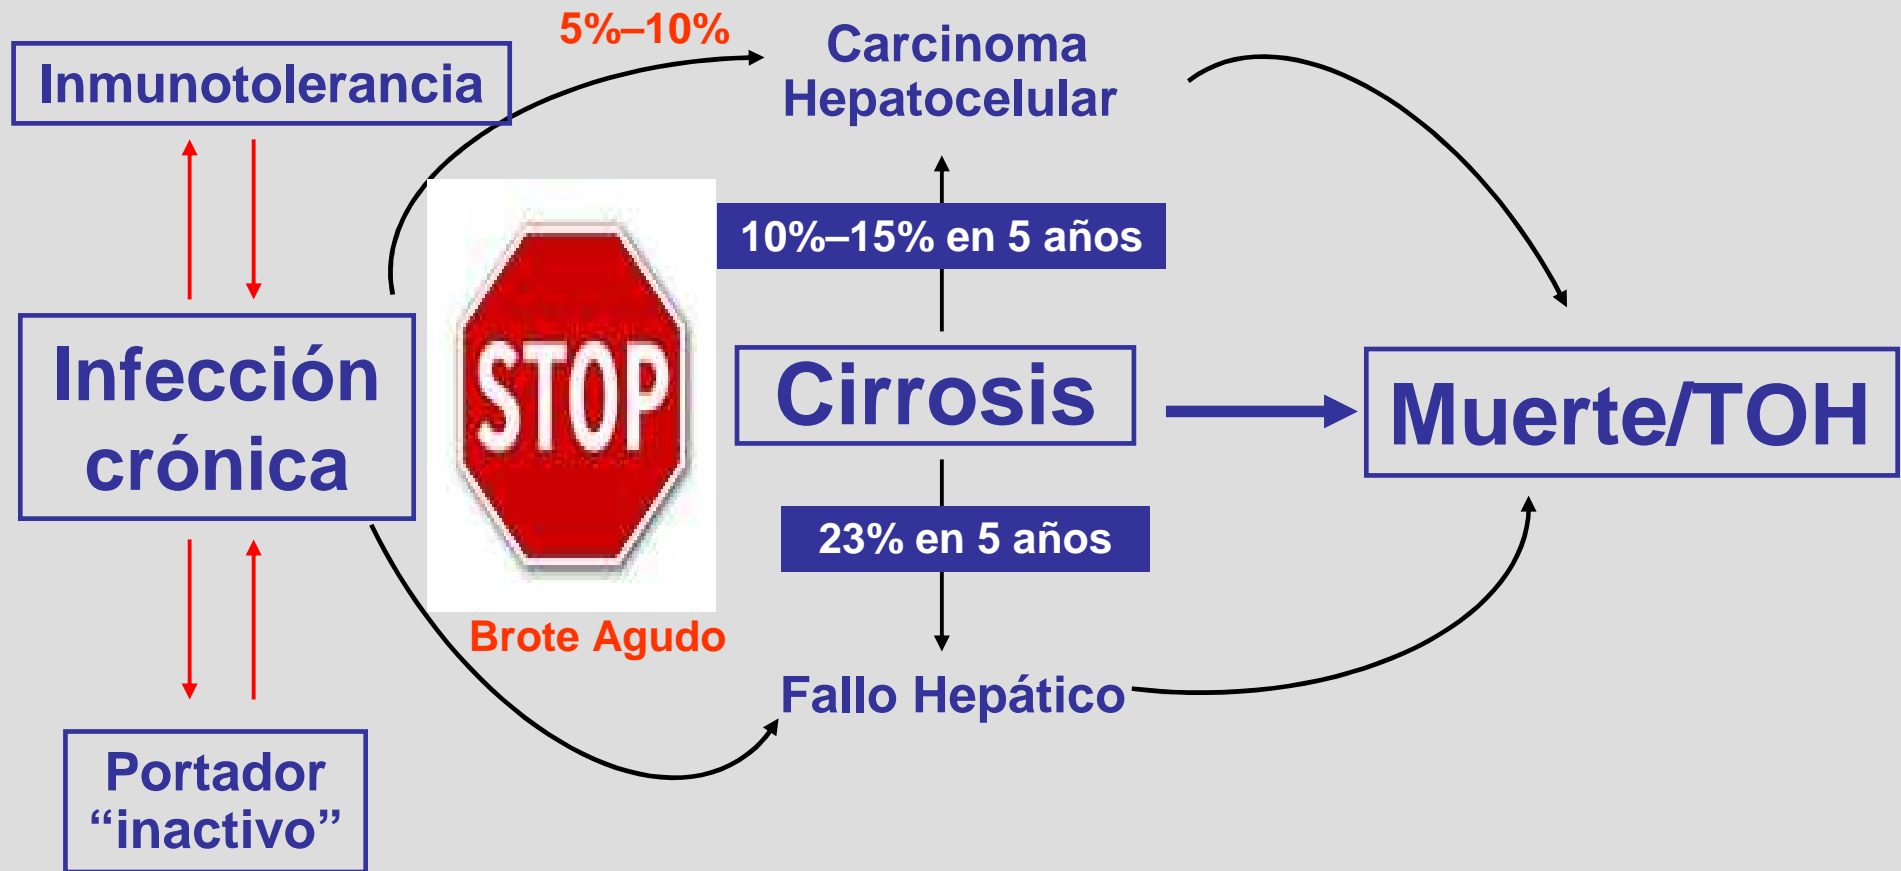 5%–10%
Inmunotolerancia
Carcinoma
Hepatocelular
10%–15% en 5 años
Infección
crónica
STOP
Cirrosis
Muerte/TOH
23% en 5 años
Brote Agudo
Fallo Hepático
Portador
“inactivo”